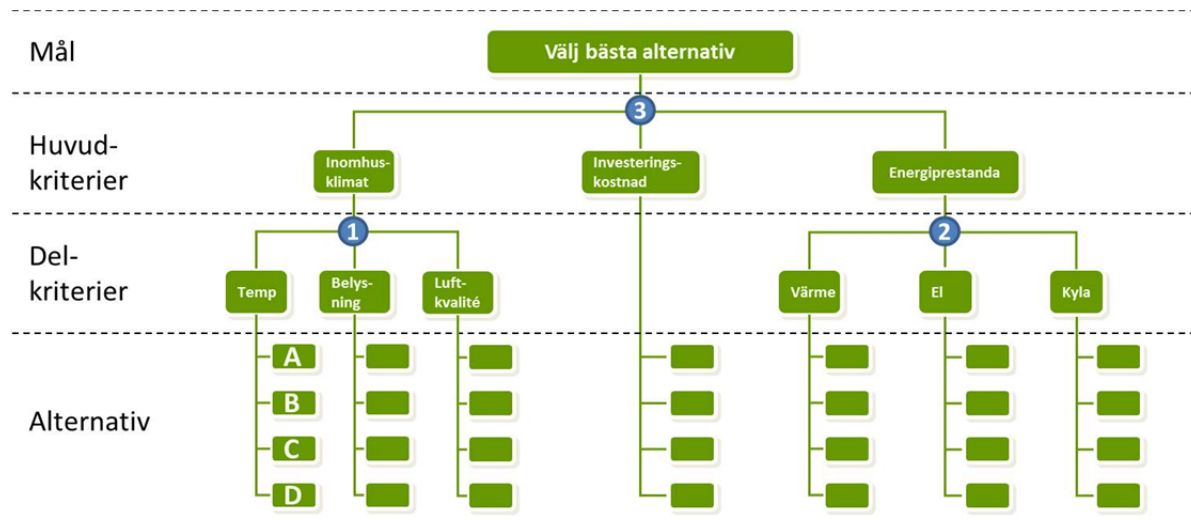 Mål
Välj bästa alternativ
3
Huvud-
kriterier
Inomhus-
klimat
Investerings-
kostnad
Energiprestanda
1
2
Del-
kriterier
Temp
Belys-
ning
Luft-
kvalité
Värme
El
Kyla
Alternativ
A
B
C
D